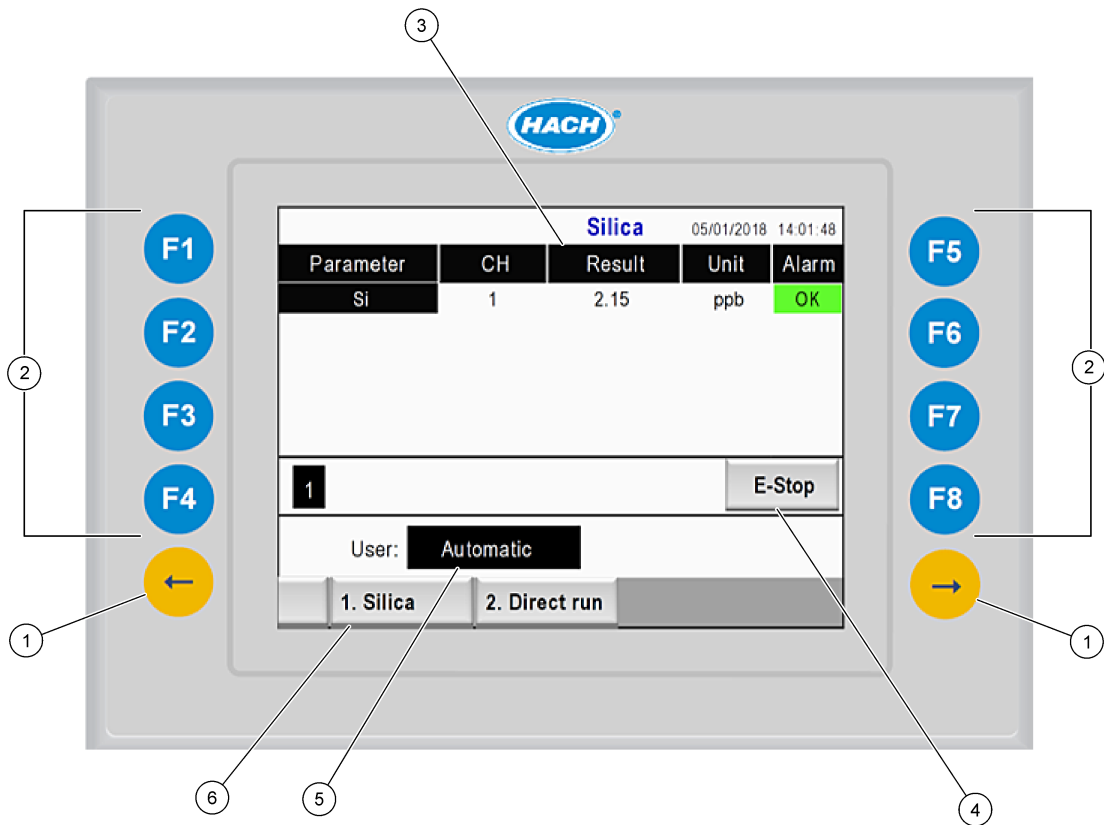 3
HACH
Silica 05/01/2018 14:01:48
Parameter CH Result Unit Alarm
Si 1 2.15 ppb OK
1 E-Stop
User: Automatic
1. Silica 2. Direct run
F1
F2
F3
F4
←
F5
F6
F7
F8
→
2
2
1
1
6
5
4